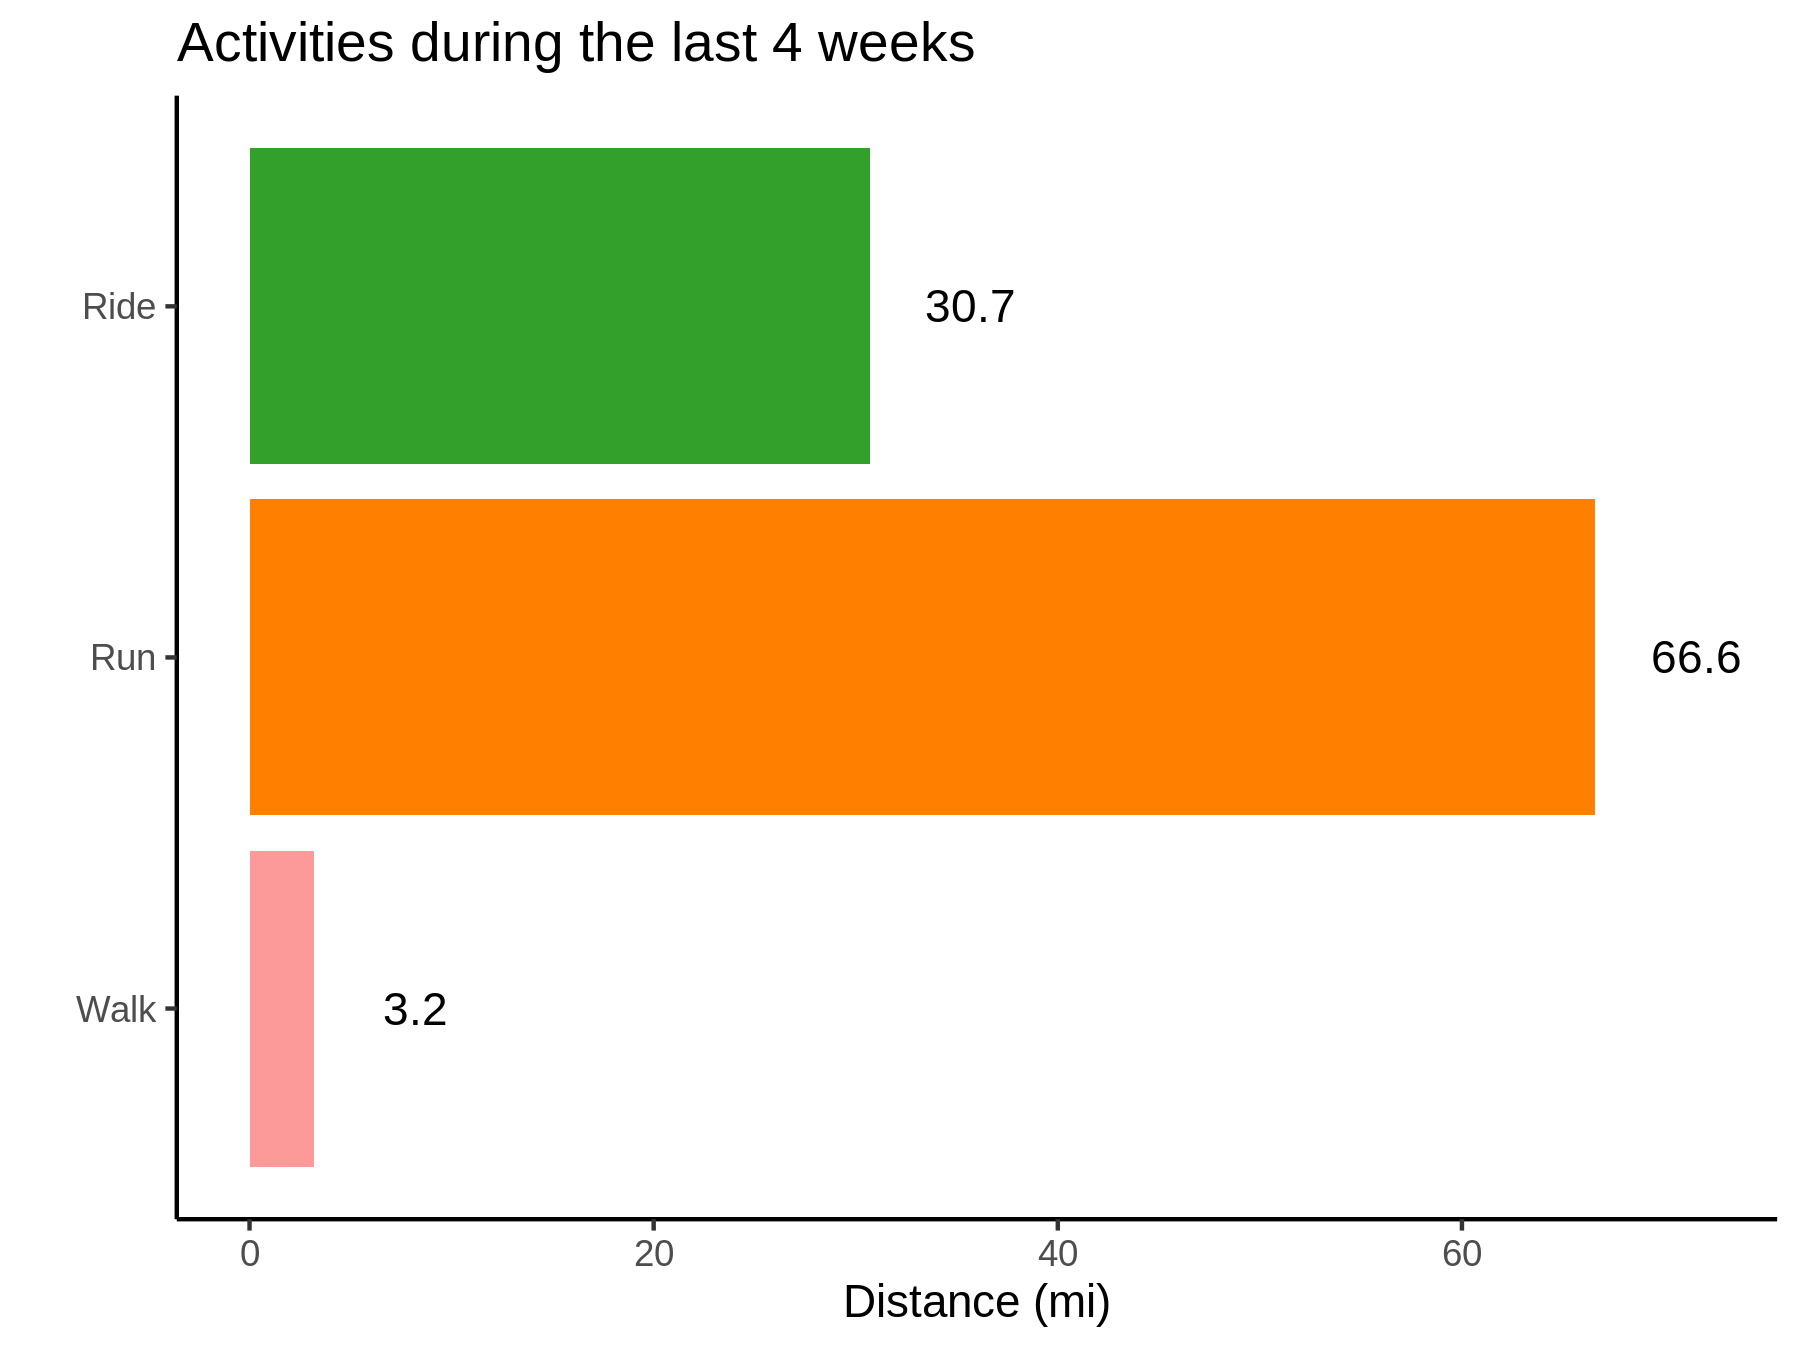 Activities during the last 4 weeks
Ride
30.7
Run
66.6
Walk
3.2
0 20 40 60
Distance (mi)